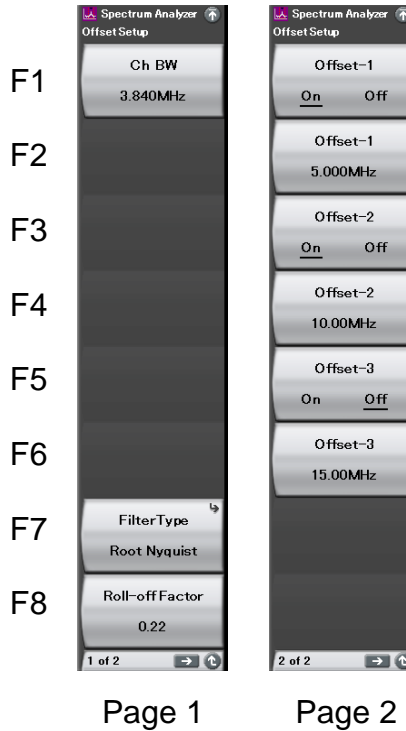 F1
F2
F3
F4
F5
F6
F7
F8
Spectrum Analyzer
Offset Setup
Ch BW
3.840MHz
FilterType
Root Nyquist
Roll-off Factor
0.22
1 of 2
Page 1
Spectrum Analyzer
Offset Setup
Offset-1
On Off
Offset-1
5.000MHz
Offset-2
On Off
Offset-2
10.00MHz
Offset-3
On Off
Offset-3
15.00MHz
2 of 2
Page 2